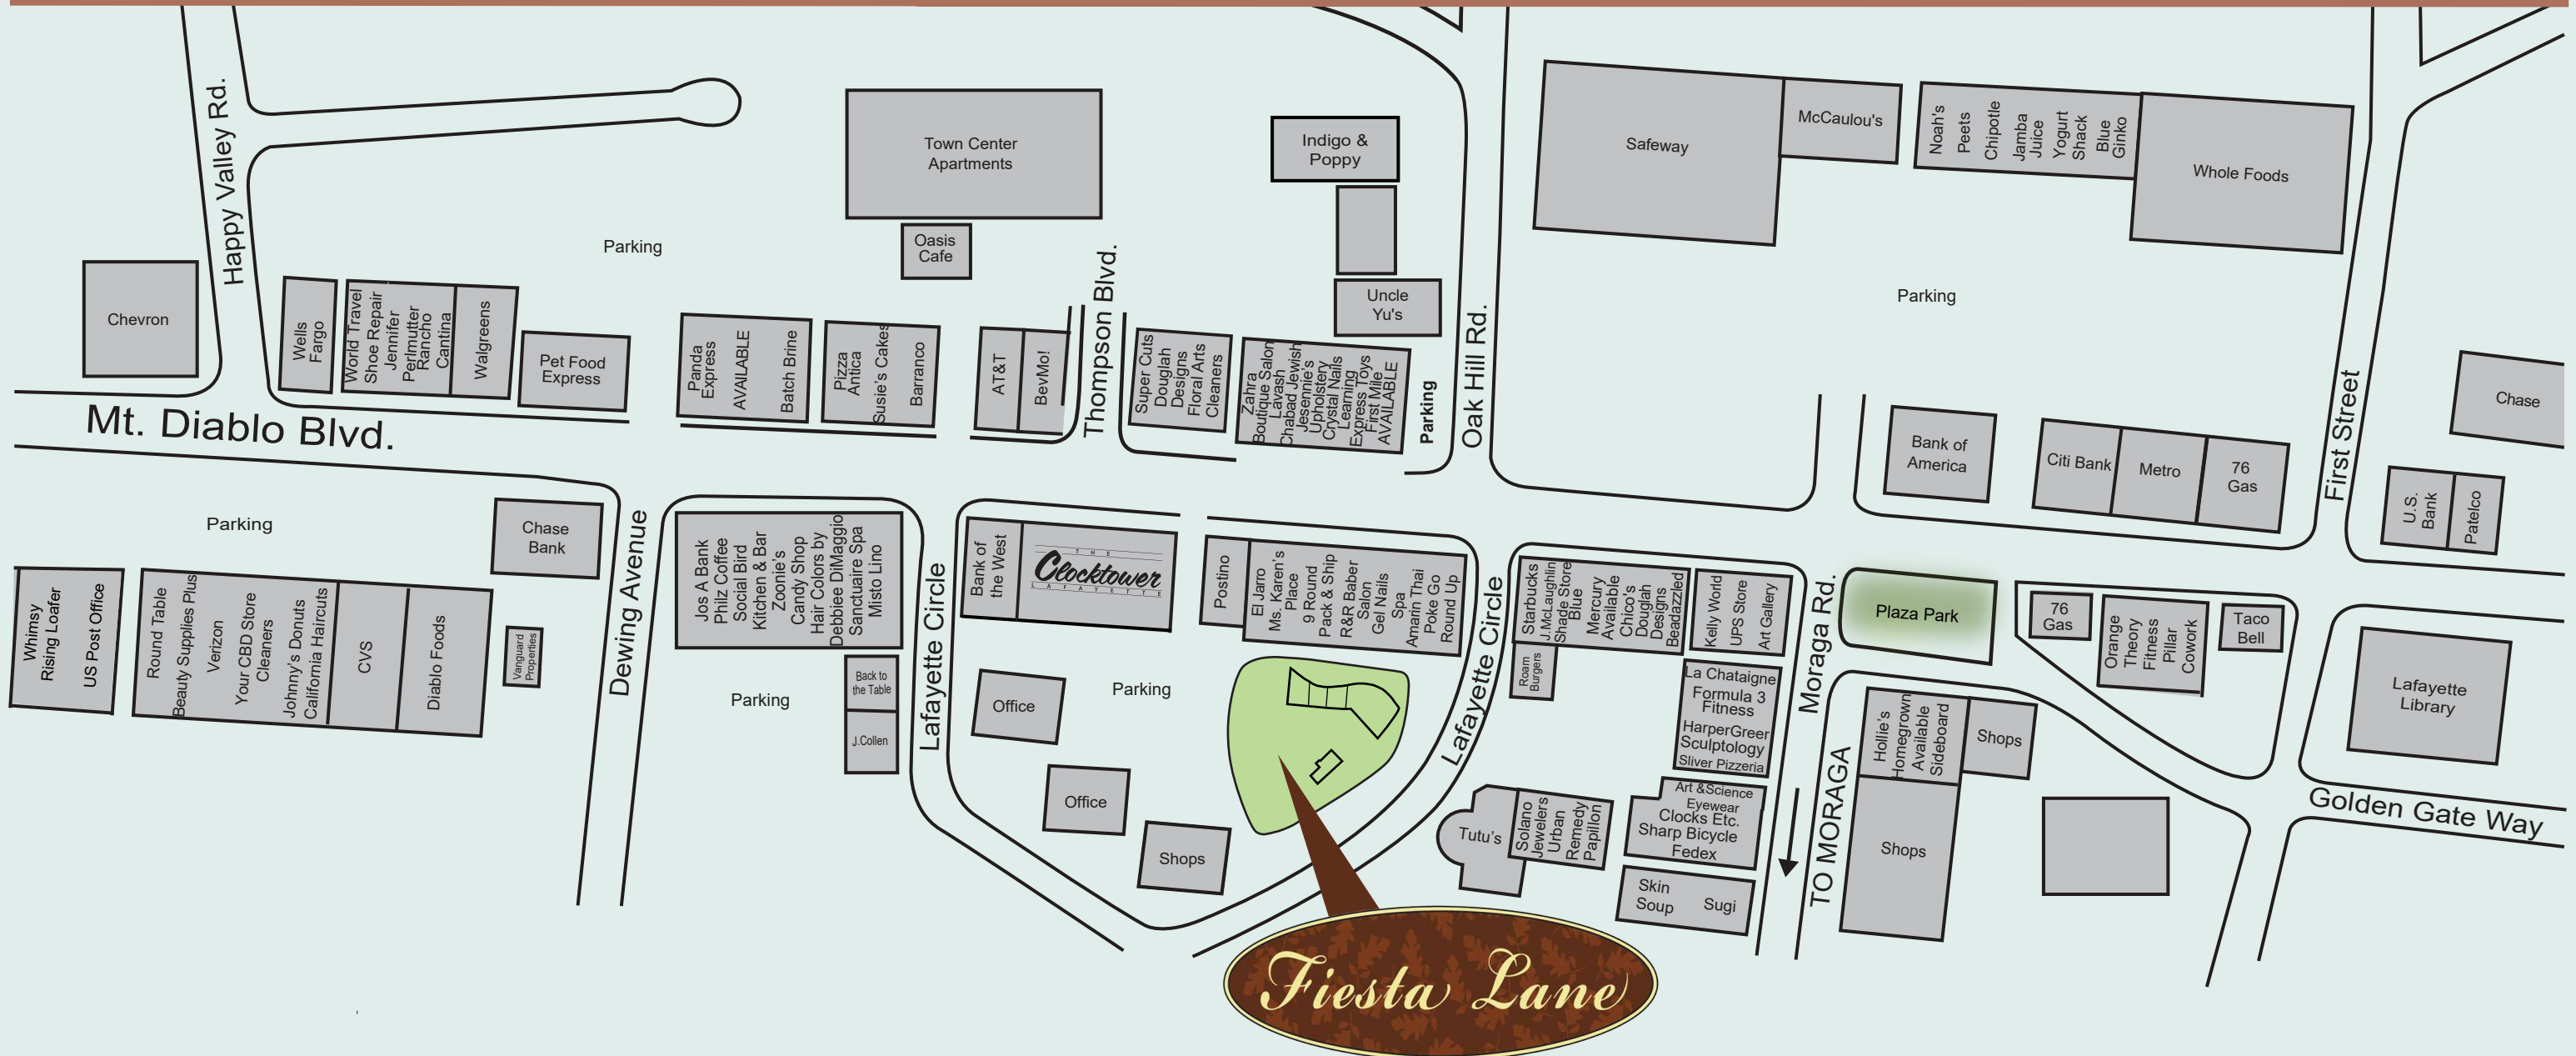 Happy Valley Rd.
Chevron
Wells
Fargo
World Travel
Shoe Repair
Jennifer
Perlmutter
Rancho
Cantina
Walgreens
Pet Food
Express
Parking
Town Center
Apartments
Oasis
Cafe
Panda
Express
AVAILABLE
Batch Brine
Pizza
Antica
Susie's Cakes
Barranco
AT&T
BevMo!
Thompson Blvd.
Super Cuts
Douglah
Designs
Floral Arts
Cleaners
Indigo &
Poppy
Uncle
Yu's
Zahra
Boutique Salon
Lavash
Chabad Jewish
Jesennie's
Upholstery
Crystal Nails
Learning
Express Toys
First Mile
AVAILABLE
Parking
Oak Hill Rd.
Safeway
McCaulou's
Noah's
Peets
Chipotle
Jamba
Juice
Yogurt
Shack
Blue
Ginko
Whole Foods
Parking
Bank of
America
Citi Bank
Metro
76
Gas
First Street
Chase
U.S.
Bank
Patelco
Mt. Diablo Blvd.
Parking
Chase
Bank
Whimsy
Rising Loafer
US Post Office
Round Table
Beauty Supplies Plus
Verizon
Your CBD Store
Cleaners
Johnny's Donuts
California Haircuts
CVS
Diablo Foods
Vanguard
Properties
Dewing Avenue
Jos A Bank
Philz Coffee
Social Bird
Kitchen & Bar
Zoonie's
Candy Shop
Hair Colors by
Debbiee DiMaggio
Sanctuaire Spa
Misto Lino
Back to
the Table
J.Collen
Parking
Lafayette Circle
Bank of
the West
THE
Clocktower
LAFAYETTE
Office
Office
Shops
Parking
Postino
El Jarro
Ms. Karen's
Place
9 Round
Pack & Ship
R&R Baber
Salon
Gel Nails
Spa
Amarin Thai
Poke Go
Round Up
Lafayette Circle
Starbucks
J.McLaughlin
Shade Store
Blue
Mercury
Available
Chico's
Douglah
Designs
Beadazzled
Kelly World
UPS Store
Art Gallery
Roam
Burgers
La Chataigne
Formula 3
Fitness
HarperGreer
Sculptology
Sliver Pizzeria
Tutu's
Solano
Jewelers
Urban
Remedy
Papillon
Art &Science
Eyewear
Clocks Etc.
Sharp Bicycle
Fedex
Skin
Soup
Sugi
Moraga Rd.
TO MORAGA
Plaza Park
76
Gas
Orange
Theory
Fitness
Pillar
Cowork
Taco
Bell
Hollie's
Homegrown
Available
Sideboard
Shops
Shops
Lafayette
Library
Golden Gate Way
Fiesta Lane